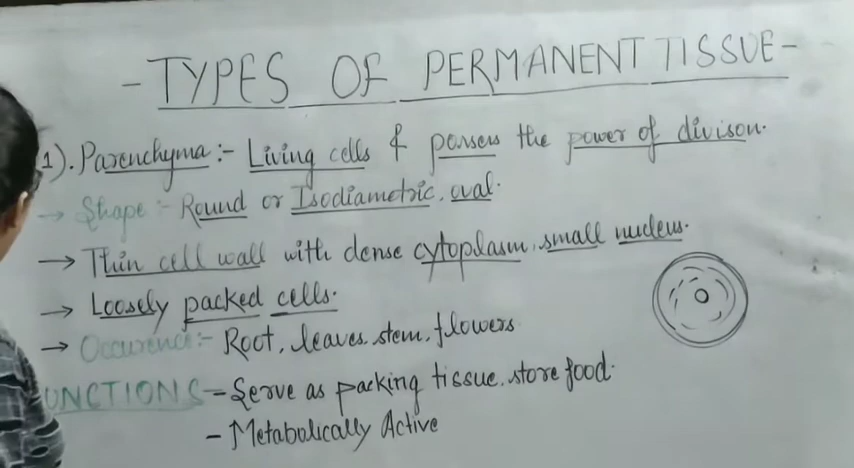 - TYPES OF PERMANENT TISSUE -
1). Parenchyma :- Living cells & possess the power of divison.
→ Shape :- Round or Isodiametric, oval.
→ Thin cell wall with dense cytoplasm, small nucleus.
→ Loosely packed cells.
→ Occurence :- Root, leaves, stem, flowers
UNCTIONS - Serve as packing tissue, store food.
- Metabolically Active